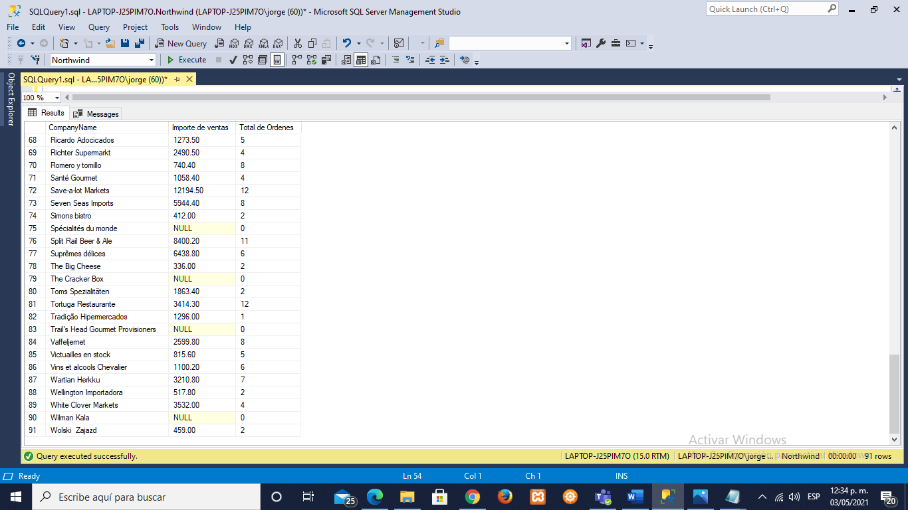 SQLQuery1.sql - LAPTOP-J25PIM7O.Northwind (LAPTOP-J25PIM7O\jorge (60))* - Microsoft SQL Server Management Studio
Quick Launch (Ctrl+Q)
File Edit View Query Project Tools Window Help
New Query
Northwind Execute
Object Explorer
SQLQuery1.sql - LA...5PIM7O\jorge (60))*
100 %
Results Messages
CompanyName Importe de ventas Total de Ordenes
68 Ricardo Adocicados 1273.50 5
69 Richter Supermarkt 2490.50 4
70 Romero y tomillo 740.40 8
71 Santé Gourmet 1058.40 4
72 Save-a-lot Markets 12194.50 12
73 Seven Seas Imports 5944.40 8
74 Simons bistro 412.00 2
75 Spécialités du monde NULL 0
76 Split Rail Beer & Ale 8400.20 11
77 Suprêmes délices 6438.80 6
78 The Big Cheese 336.00 2
79 The Cracker Box NULL 0
80 Toms Spezialitäten 1863.40 2
81 Tortuga Restaurante 3414.30 12
82 Tradição Hipermercados 1296.00 1
83 Trail's Head Gourmet Provisioners NULL 0
84 Vaffeljernet 2599.80 8
85 Victuailles en stock 815.60 5
86 Vins et alcools Chevalier 1100.20 6
87 Wartian Herkku 3210.80 7
88 Wellington Importadora 517.80 2
89 White Clover Markets 3532.00 4
90 Wilman Kala NULL 0
91 Wolski Zajazd 459.00 2
Activar Windows
Query executed successfully. LAPTOP-J25PIM7O (15.0 RTM) LAPTOP-J25PIM7O\jorge ... Northwind 00:00:00 91 rows
Ready Ln 54 Col 1 Ch 1 INS
Escribe aquí para buscar 25 ESP 12:34 p. m. 20
03/05/2021